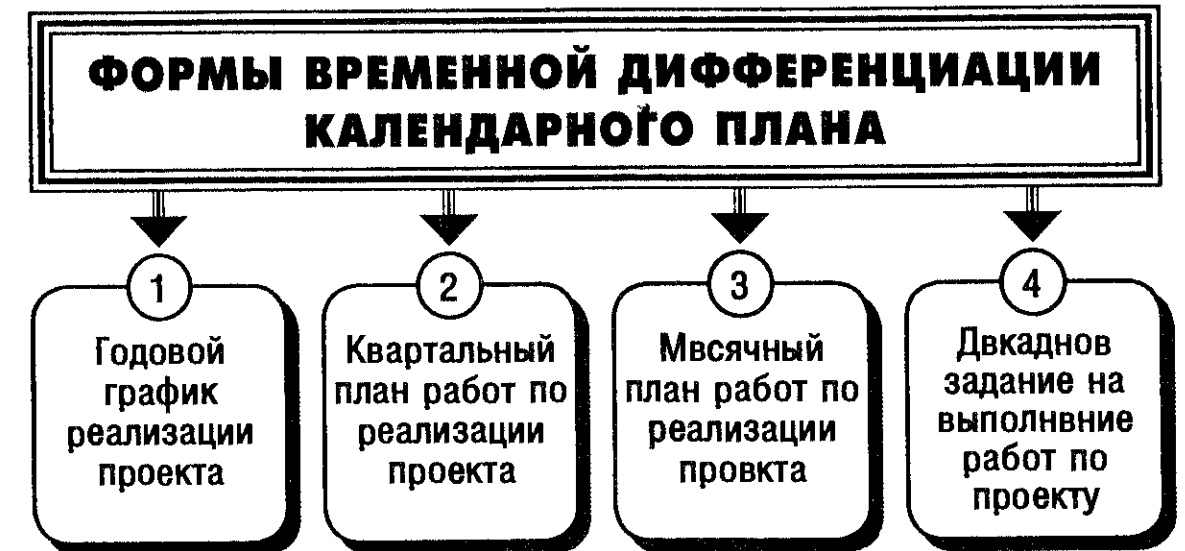 ФОРМЫ ВРЕМЕННОЙ ДИФФЕРЕНЦИАЦИИ
КАЛЕНДАРНОГО ПЛАНА
1
Годовой
график
реализации
проекта
2
Квартальный
план работ по
реализации
проекта
3
Мвсячный
план работ по
реализации
провкта
4
Двкаднов
задание на
выполнвние
работ по
проекту